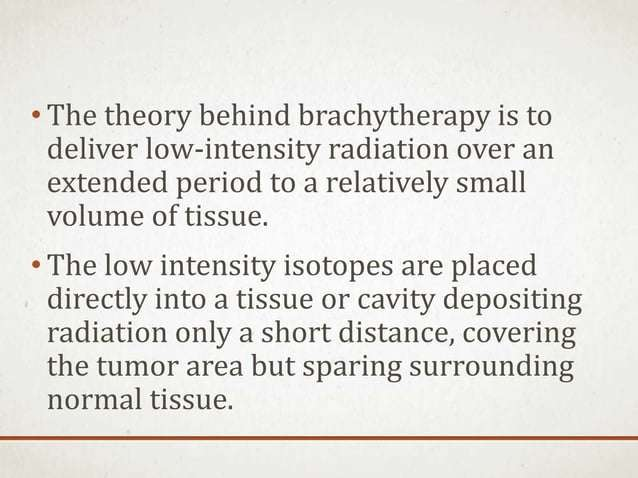 • The theory behind brachytherapy is to
deliver low-intensity radiation over an
extended period to a relatively small
volume of tissue.
• The low intensity isotopes are placed
directly into a tissue or cavity depositing
radiation only a short distance, covering
the tumor area but sparing surrounding
normal tissue.